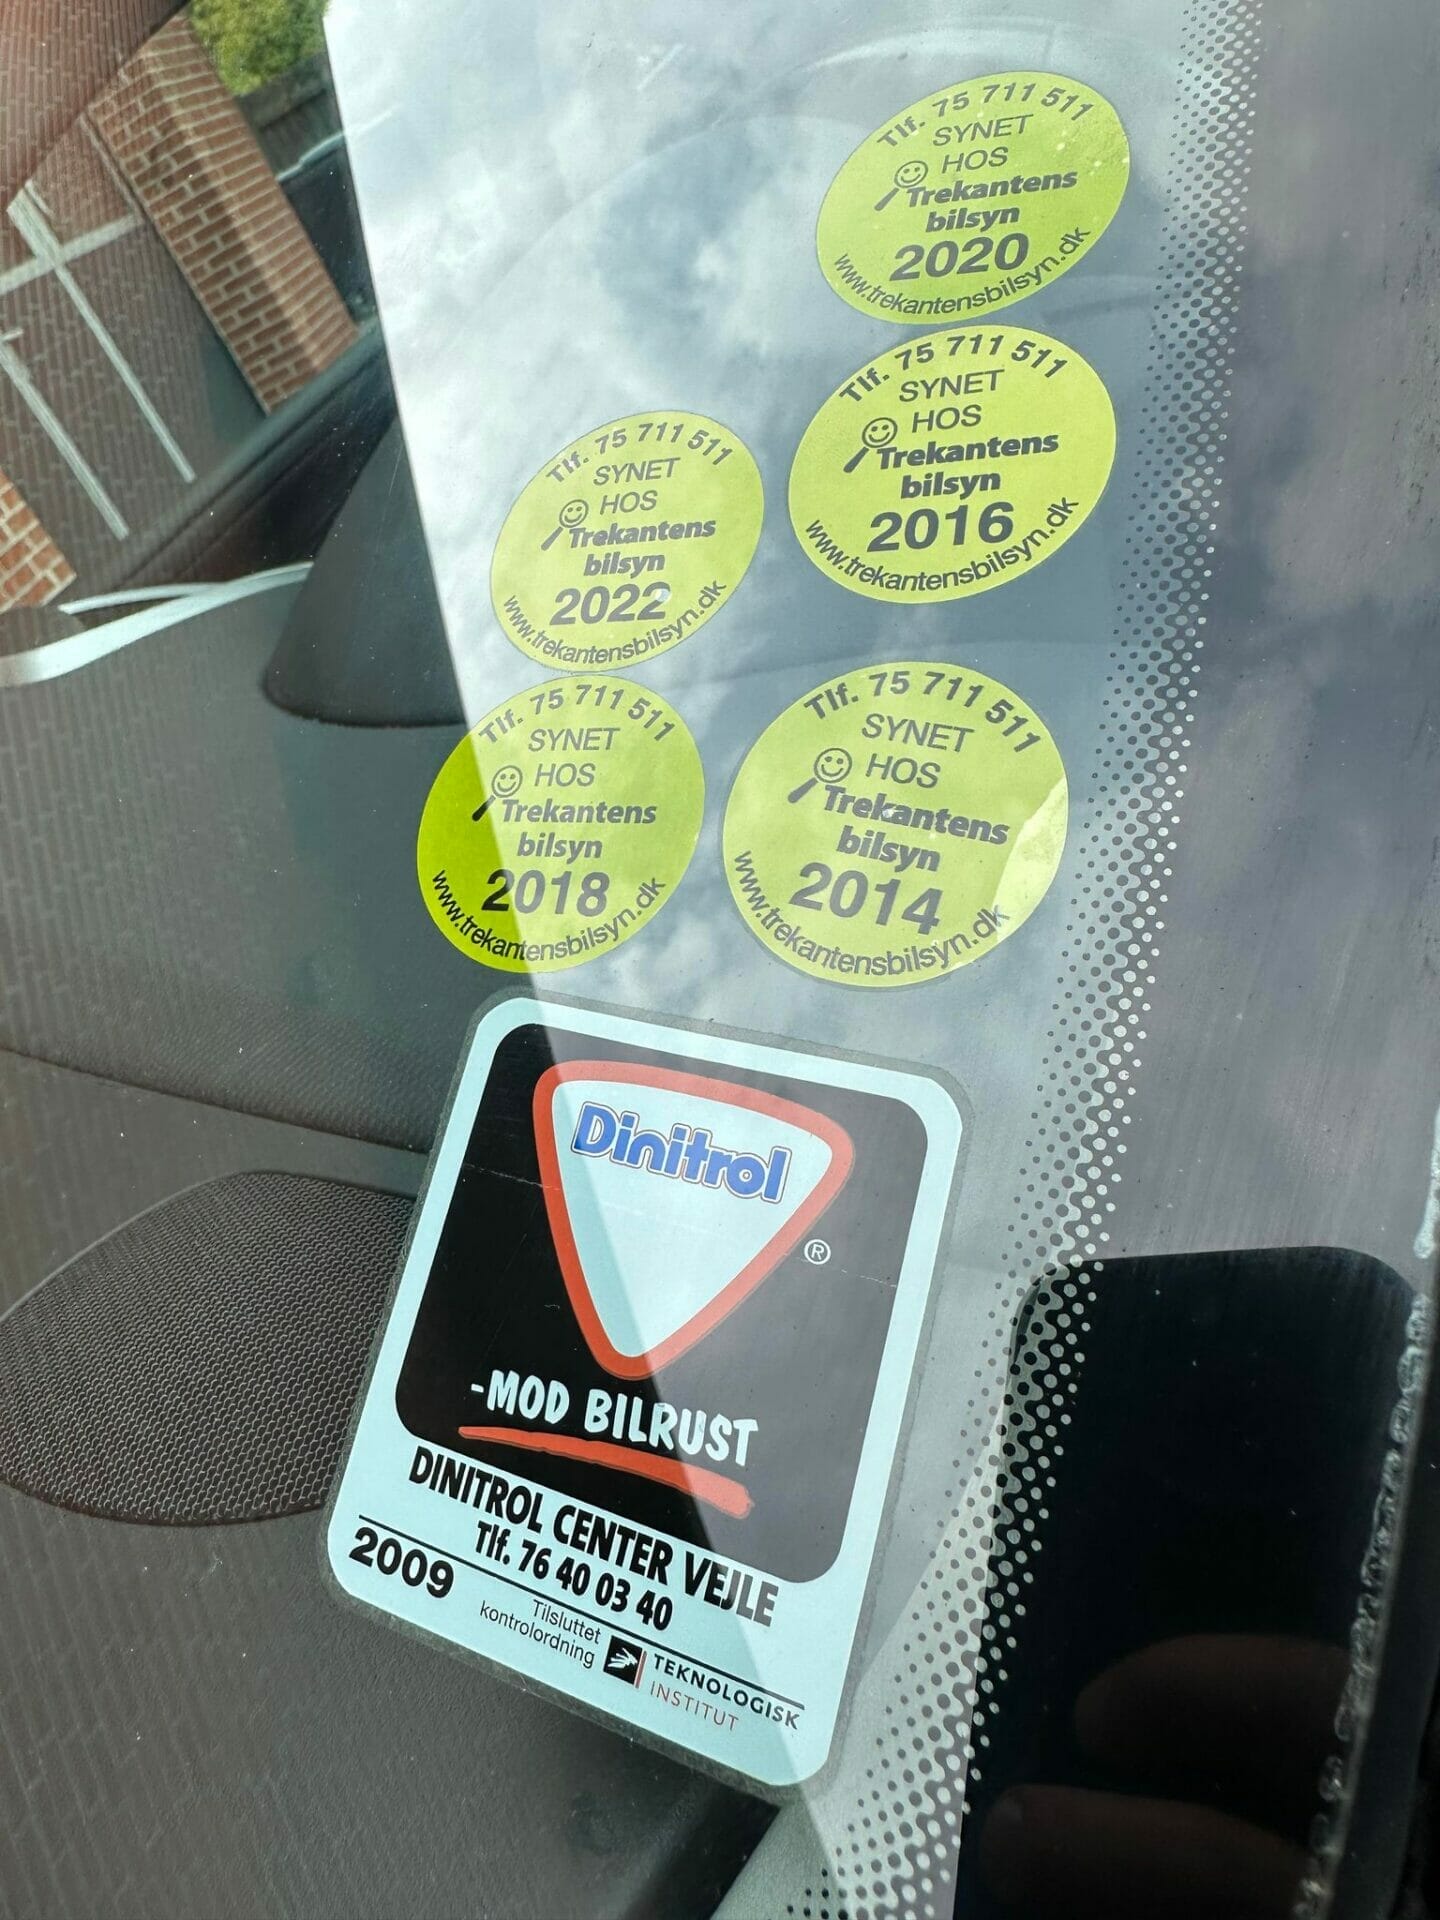 Tlf. 75 711 511
SYNET
HOS
Trekantens
bilsyn
2020
www.trekantensbilsyn.dk
Tlf. 75 711 511
SYNET
HOS
Trekantens
bilsyn
2016
www.trekantensbilsyn.dk
Tlf. 75 711 511
SYNET
HOS
Trekantens
bilsyn
2022
www.trekantensbilsyn.dk
Tlf. 75 711 511
SYNET
HOS
Trekantens
bilsyn
2018
www.trekantensbilsyn.dk
Tlf. 75 711 511
SYNET
HOS
Trekantens
bilsyn
2014
www.trekantensbilsyn.dk
Dinitrol
®
-MOD BILRUST
DINITROL CENTER VEJLE
Tlf. 76 40 03 40
2009
Tilsluttet
kontrolordning
TEKNOLOGISK
INSTITUT